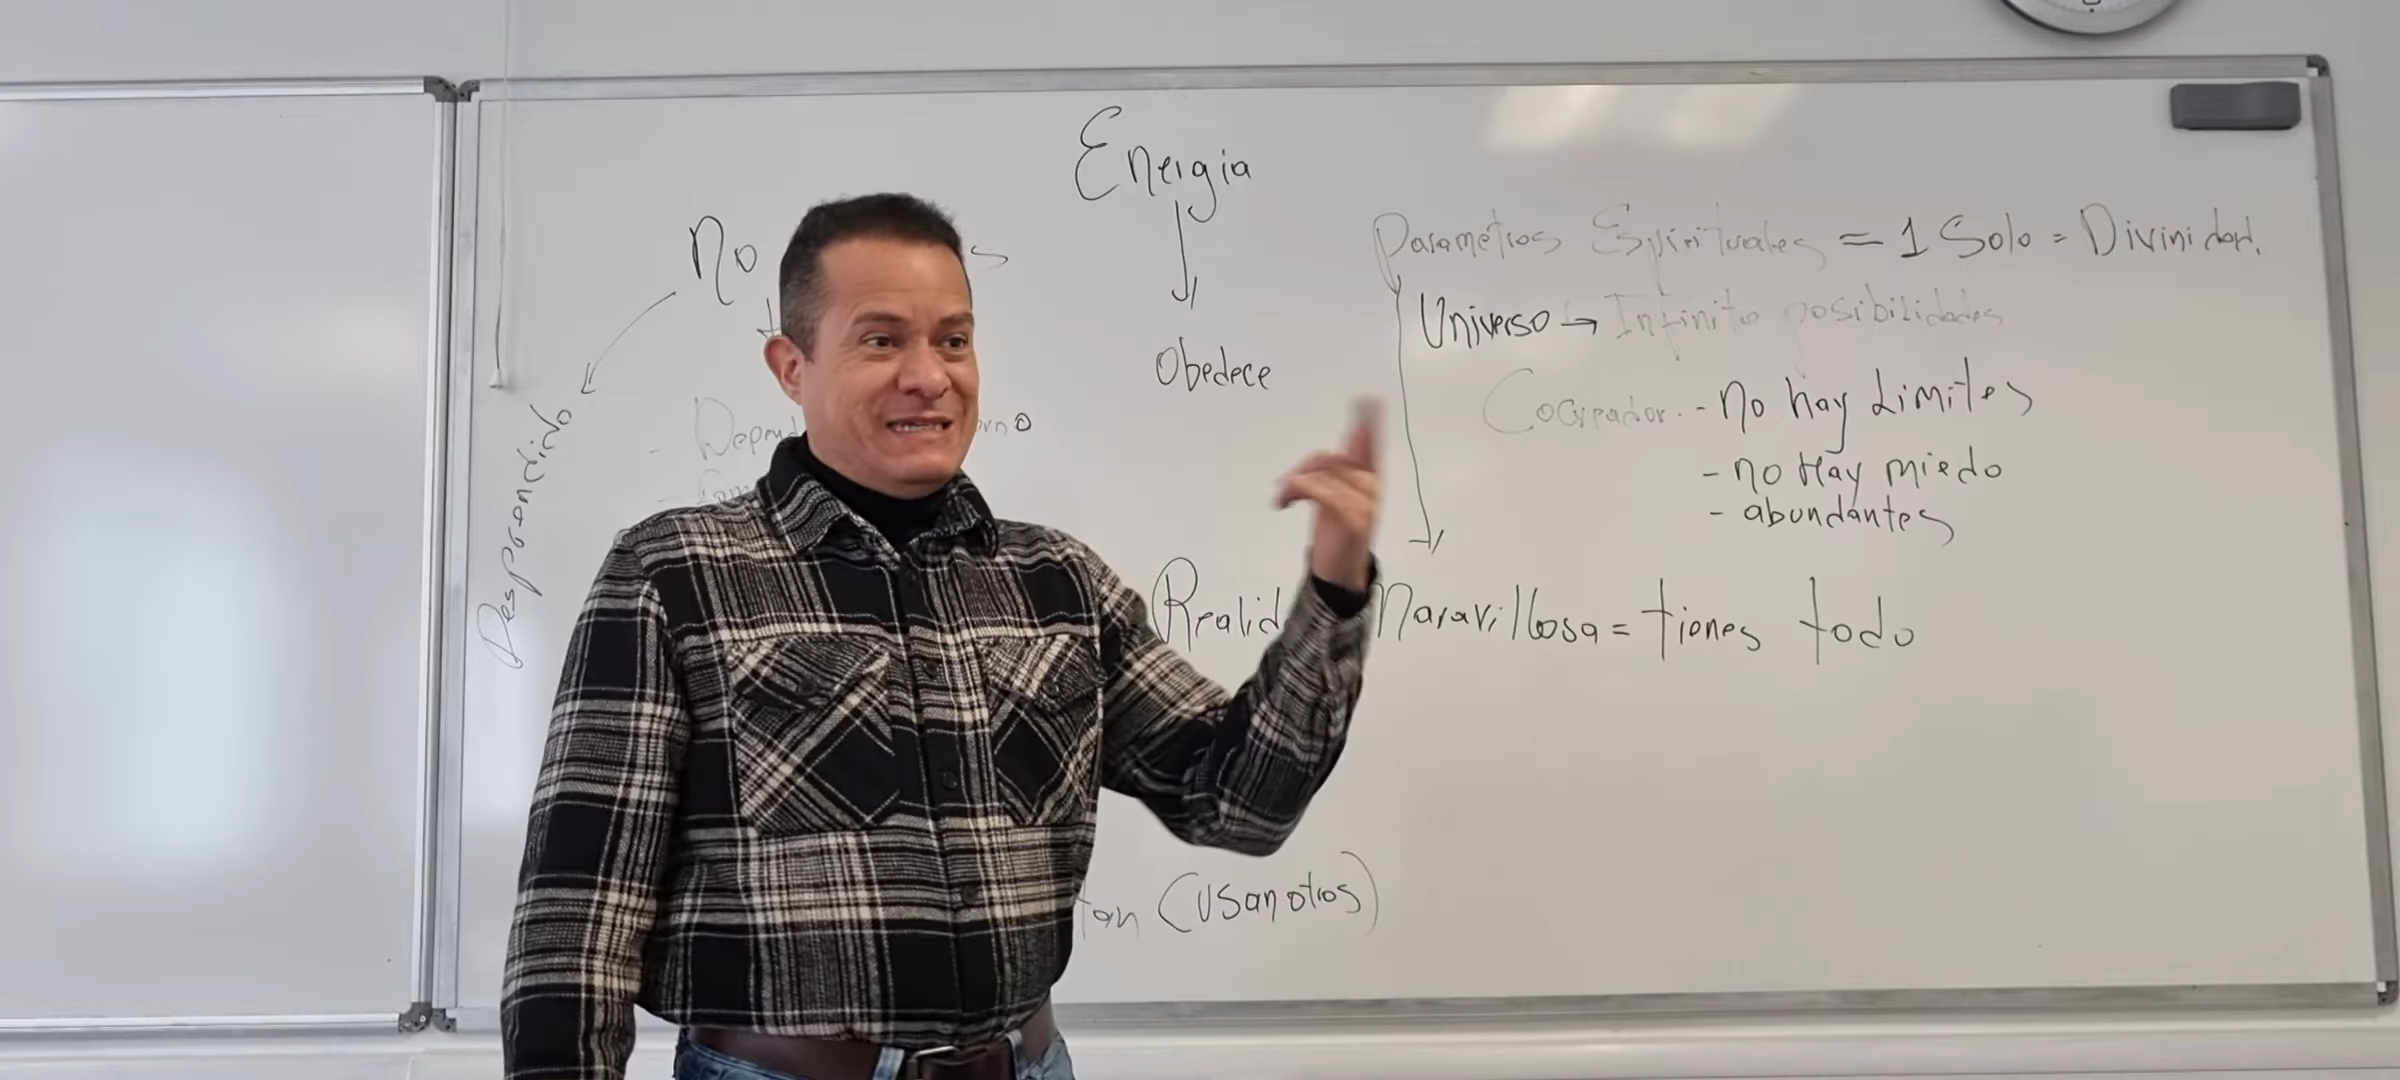 Energia
No
Parametros Espirituales = 1 Solo = Divinidad.
Universo → Infinito posibilidades
Obedece
Cocreador. - no hay Limites
- no Hay miedo
- abundantes
Realid Maravillosa = tienes todo
(usan otros)